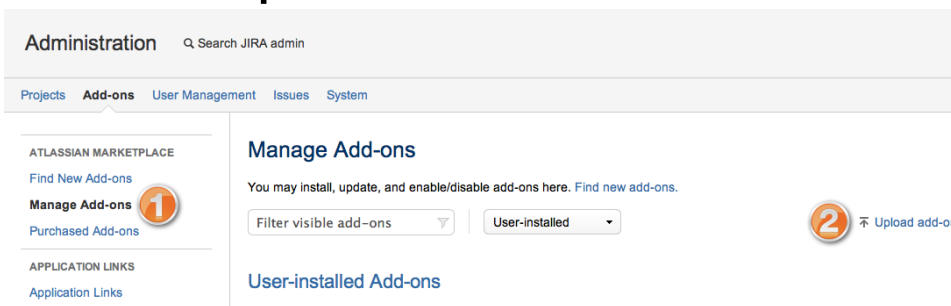 Administration Search JIRA admin
Projects Add-ons User Management Issues System
ATLASSIAN MARKETPLACE
Find New Add-ons
Manage Add-ons 1
Purchased Add-ons
APPLICATION LINKS
Application Links
Manage Add-ons
You may install, update, and enable/disable add-ons here. Find new add-ons.
Filter visible add-ons User-installed 2 Upload add-o
User-installed Add-ons